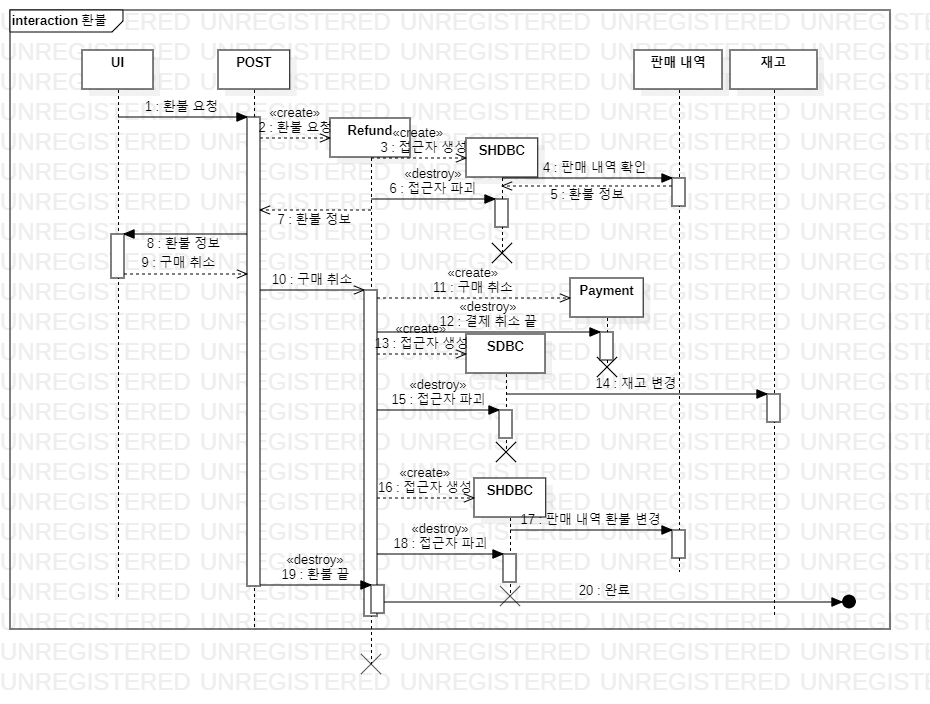 interaction 환불
UI
POST
판매 내역
재고
1 : 환불 요청
«create»
2 : 환불 요청
Refund
«create»
3 : 접근자 생성
SHDBC
4 : 판매 내역 확인
5 : 환불 정보
«destroy»
6 : 접근자 파괴
7 : 환불 정보
8 : 환불 정보
9 : 구매 취소
10 : 구매 취소
«create»
11 : 구매 취소
Payment
«destroy»
12 : 결제 취소 끝
«create»
13 : 접근자 생성
SDBC
14 : 재고 변경
«destroy»
15 : 접근자 파괴
«create»
16 : 접근자 생성
SHDBC
17 : 판매 내역 환불 변경
«destroy»
18 : 접근자 파괴
«destroy»
19 : 환불 끝
20 : 완료
UNREGISTERED